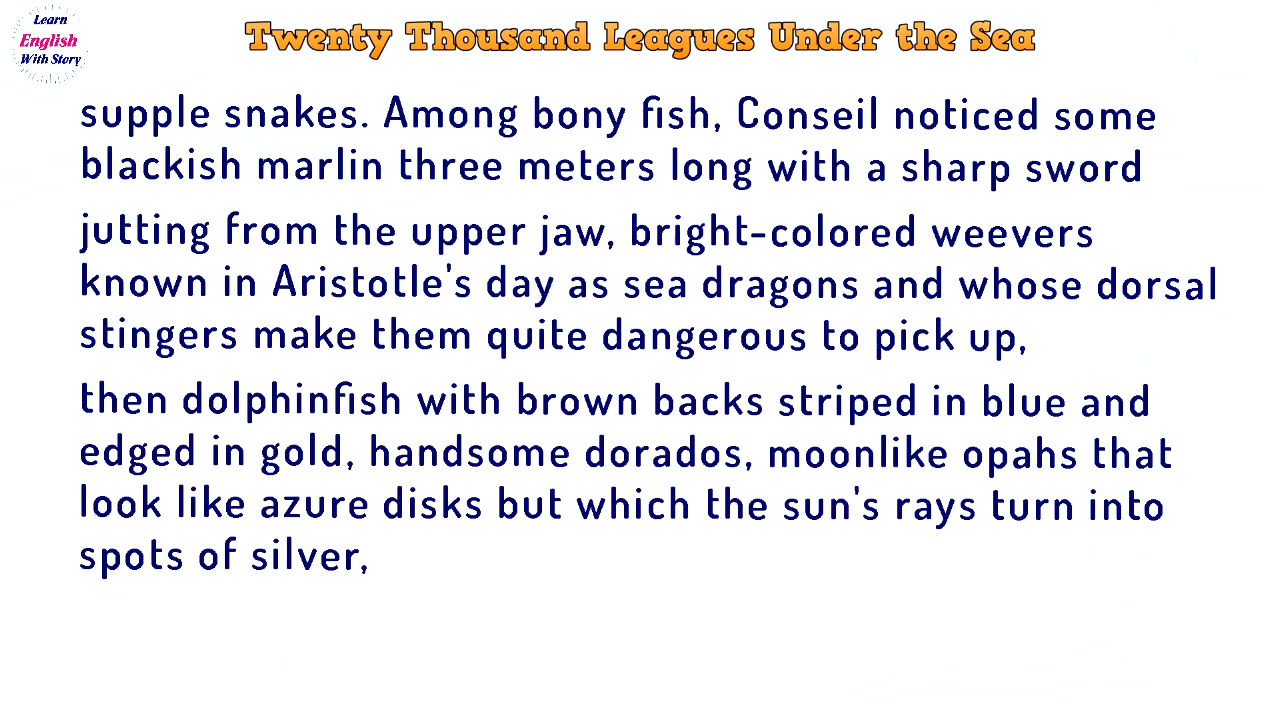 Learn
English
With Story
Twenty Thousand Leagues Under the Sea
supple snakes. Among bony fish, Conseil noticed some
blackish marlin three meters long with a sharp sword
jutting from the upper jaw, bright-colored weevers
known in Aristotle's day as sea dragons and whose dorsal
stingers make them quite dangerous to pick up,
then dolphinfish with brown backs striped in blue and
edged in gold, handsome dorados, moonlike opahs that
look like azure disks but which the sun's rays turn into
spots of silver,